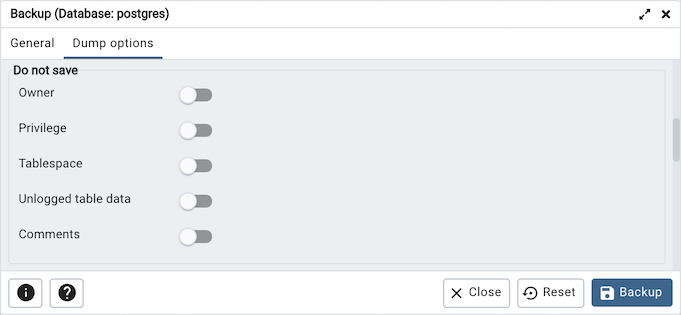 Backup (Database: postgres)
General Dump options
Do not save
Owner
Privilege
Tablespace
Unlogged table data
Comments
Close Reset Backup